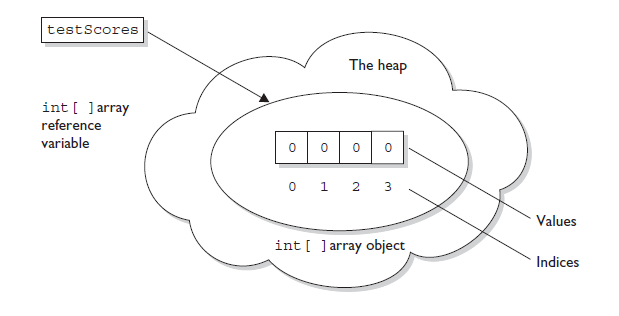 testScores
The heap
int[ ] array
reference
variable
0 0 0 0
0 1 2 3
Values
int[ ] array object
Indices